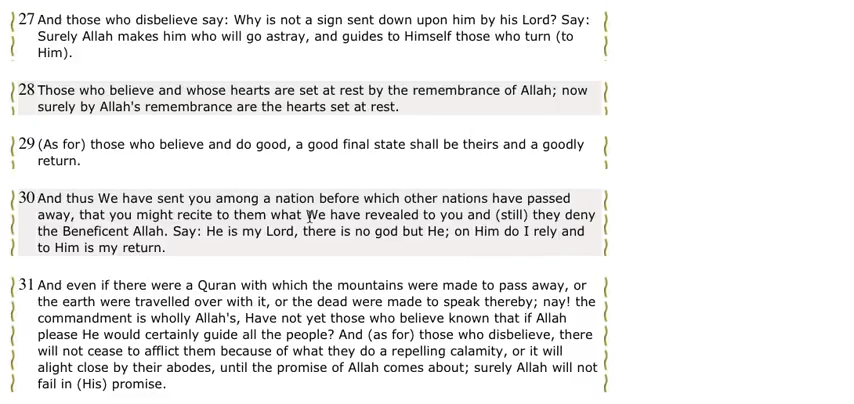 27 And those who disbelieve say: Why is not a sign sent down upon him by his Lord? Say:
Surely Allah makes him who will go astray, and guides to Himself those who turn (to
Him).
28 Those who believe and whose hearts are set at rest by the remembrance of Allah; now
surely by Allah's remembrance are the hearts set at rest.
29 (As for) those who believe and do good, a good final state shall be theirs and a goodly
return.
30 And thus We have sent you among a nation before which other nations have passed
away, that you might recite to them what We have revealed to you and (still) they deny
the Beneficent Allah. Say: He is my Lord, there is no god but He; on Him do I rely and
to Him is my return.
31 And even if there were a Quran with which the mountains were made to pass away, or
the earth were travelled over with it, or the dead were made to speak thereby; nay! the
commandment is wholly Allah's, Have not yet those who believe known that if Allah
please He would certainly guide all the people? And (as for) those who disbelieve, there
will not cease to afflict them because of what they do a repelling calamity, or it will
alight close by their abodes, until the promise of Allah comes about; surely Allah will not
fail in (His) promise.